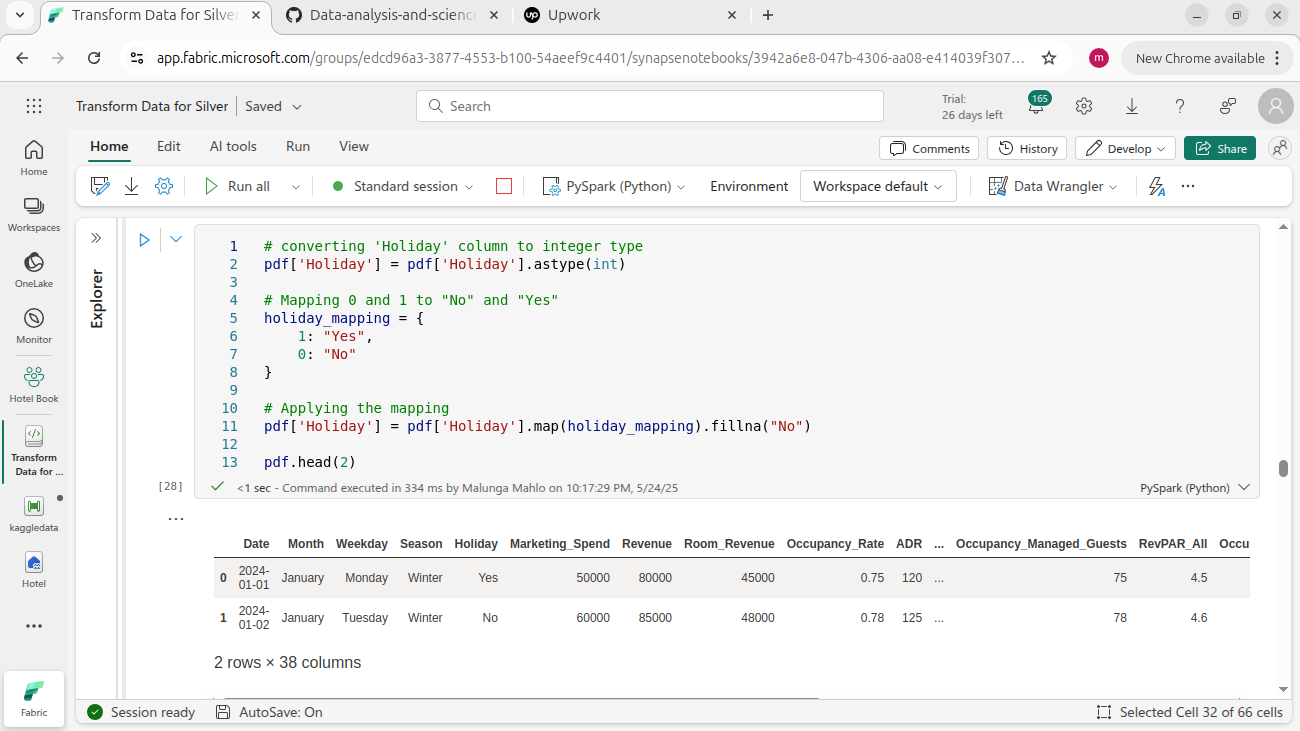 Transform Data for Silver
Data-analysis-and-science
Upwork
app.fabric.microsoft.com/groups/edcd96a3-3877-4553-b100-54aeef9c4401/synapsenotebooks/3942a6e8-047b-4306-aa08-e414039f307...
m
New Chrome available
Transform Data for Silver
Saved
Search
Trial:
26 days left
165
Home
Edit
AI tools
Run
View
Comments
History
Develop
Share
Run all
Standard session
PySpark (Python)
Environment
Workspace default
Data Wrangler
...
Home
Workspaces
OneLake
Monitor
Hotel Book
Transform
Data for ...
kaggledata
Hotel
...
Fabric
Explorer
1 # converting 'Holiday' column to integer type
2 pdf['Holiday'] = pdf['Holiday'].astype(int)
3
4 # Mapping 0 and 1 to "No" and "Yes"
5 holiday_mapping = {
6     1: "Yes",
7     0: "No"
8 }
9
10 # Applying the mapping
11 pdf['Holiday'] = pdf['Holiday'].map(holiday_mapping).fillna("No")
12
13 pdf.head(2)
[28] <1 sec - Command executed in 334 ms by Malunga Mahlo on 10:17:29 PM, 5/24/25 PySpark (Python)
...
Date Month Weekday Season Holiday Marketing_Spend Revenue Room_Revenue Occupancy_Rate ADR ... Occupancy_Managed_Guests RevPAR_All Occu
0 2024-01-01 January Monday Winter Yes 50000 80000 45000 0.75 120 ... 75 4.5
1 2024-01-02 January Tuesday Winter No 60000 85000 48000 0.78 125 ... 78 4.6
2 rows × 38 columns
Session ready
AutoSave: On
Selected Cell 32 of 66 cells